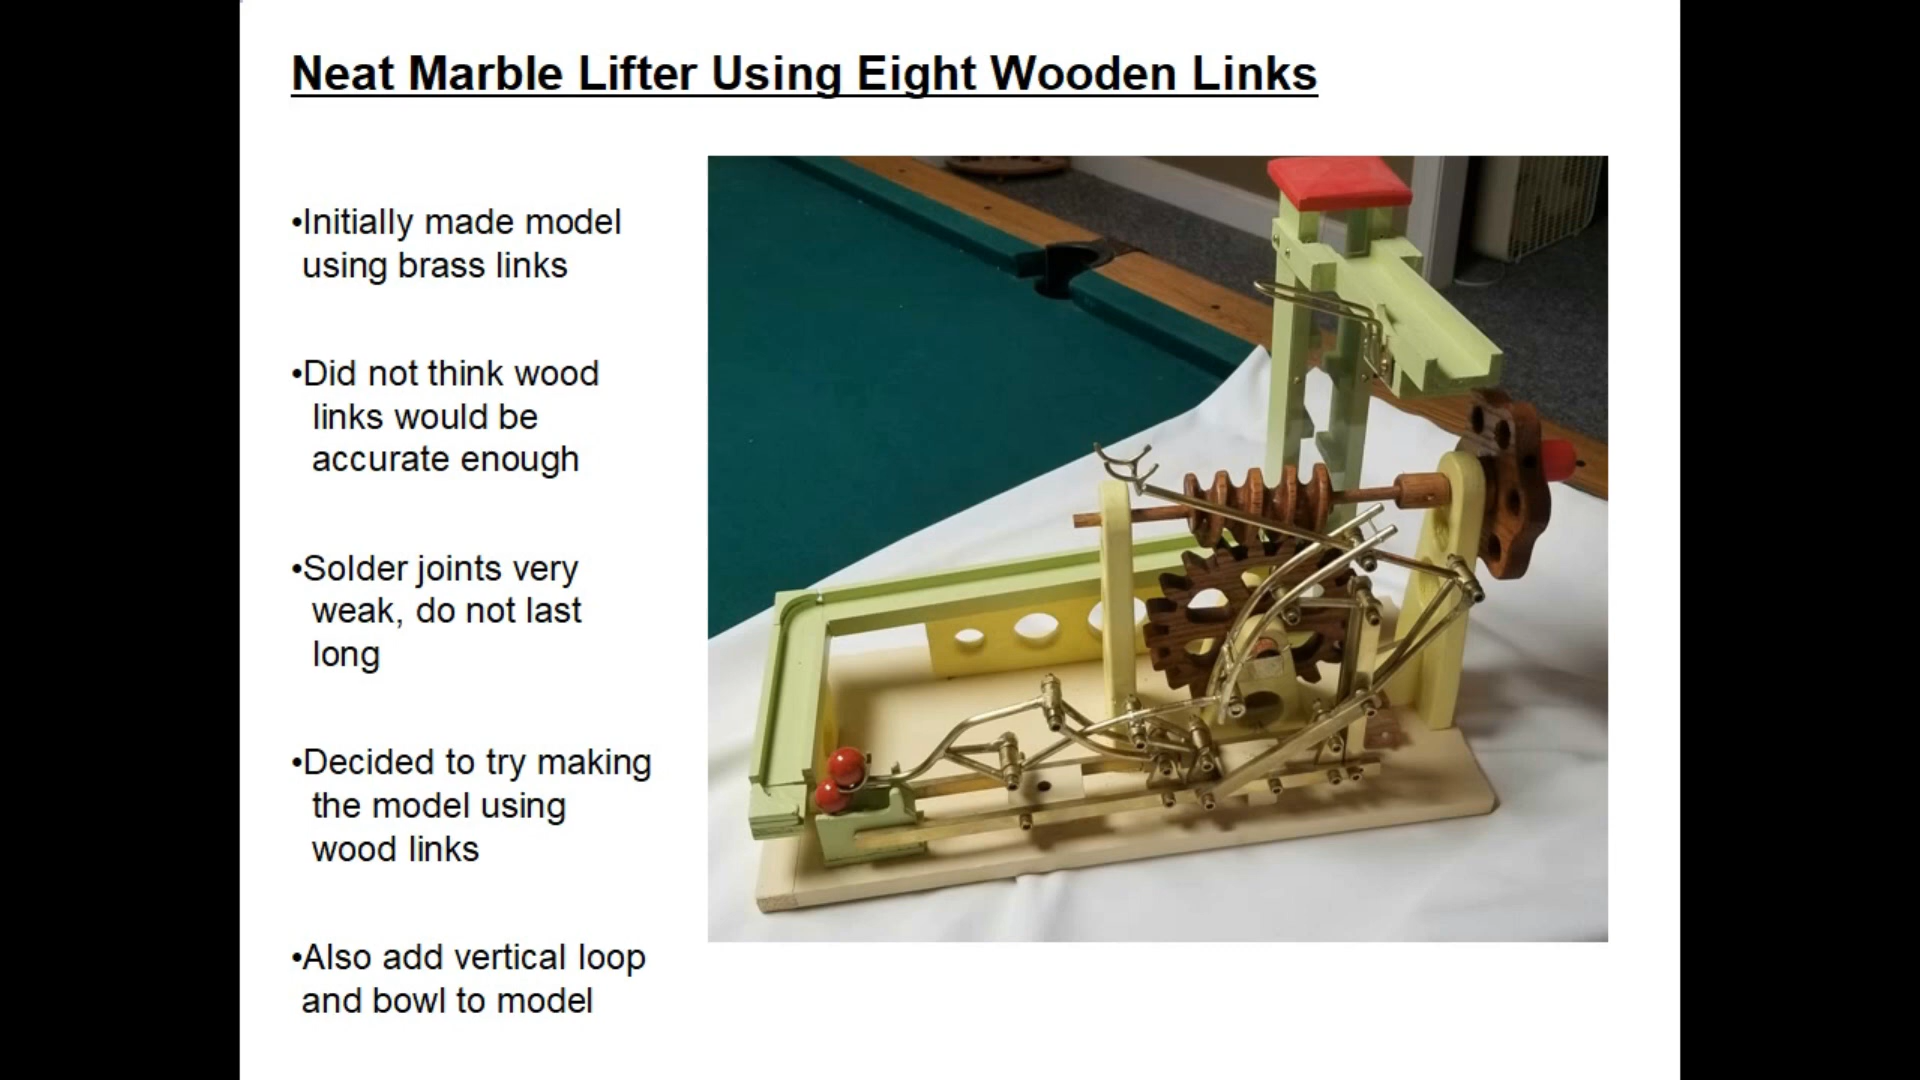 Neat Marble Lifter Using Eight Wooden Links
•Initially made model
using brass links
•Did not think wood
links would be
accurate enough
•Solder joints very
weak, do not last
long
•Decided to try making
the model using
wood links
•Also add vertical loop
and bowl to model